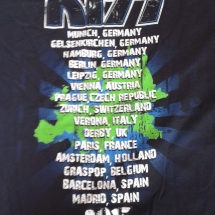 KISS
MUNICH, GERMANY
GELSENKIRCHEN, GERMANY
HAMBURG, GERMANY
BERLIN, GERMANY
LEIPZIG, GERMANY
VIENNA, AUSTRIA
PRAGUE, CZECH REPUBLIC
ZURICH, SWITZERLAND
VERONA, ITALY
DERBY, UK
PARIS, FRANCE
AMSTERDAM, HOLLAND
GRASPOP, BELGIUM
BARCELONA, SPAIN
MADRID, SPAIN